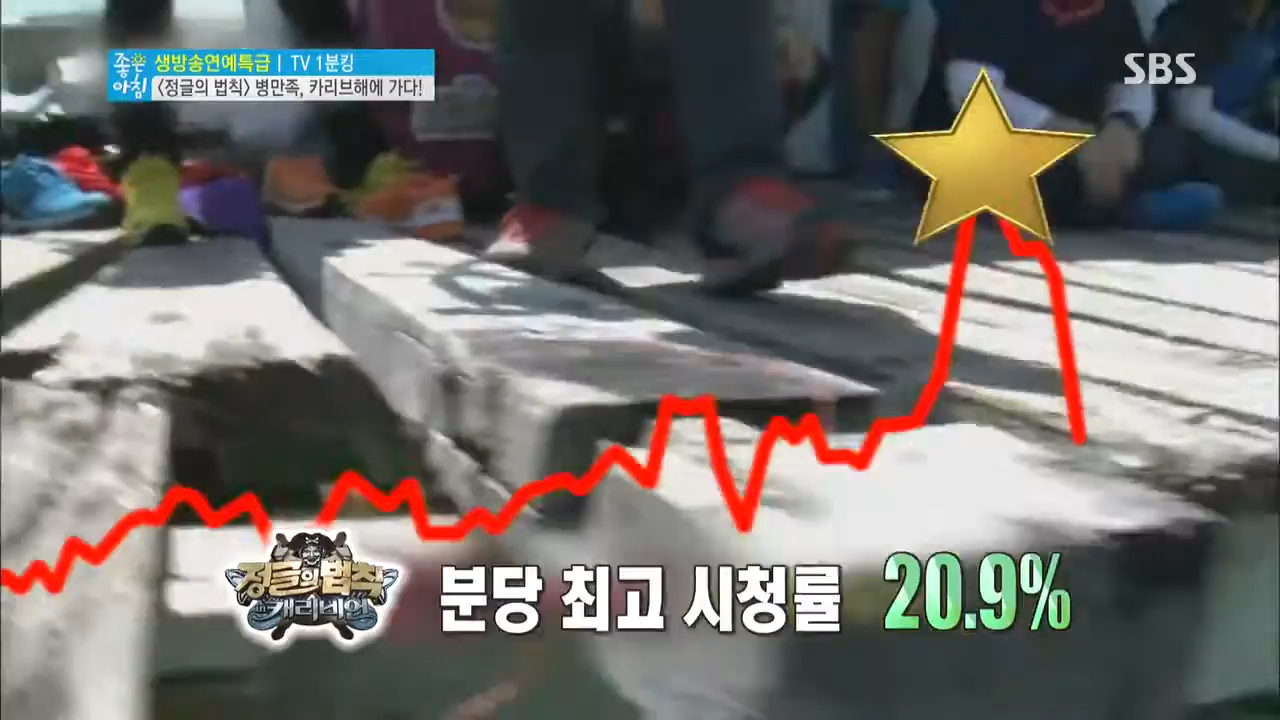 좋은
아침
생방송연예특급 | TV 1분킹
<정글의 법칙> 병만족, 카리브해에 가다!
SBS
정글의 법칙
캐리비언
분당 최고 시청률 20.9%